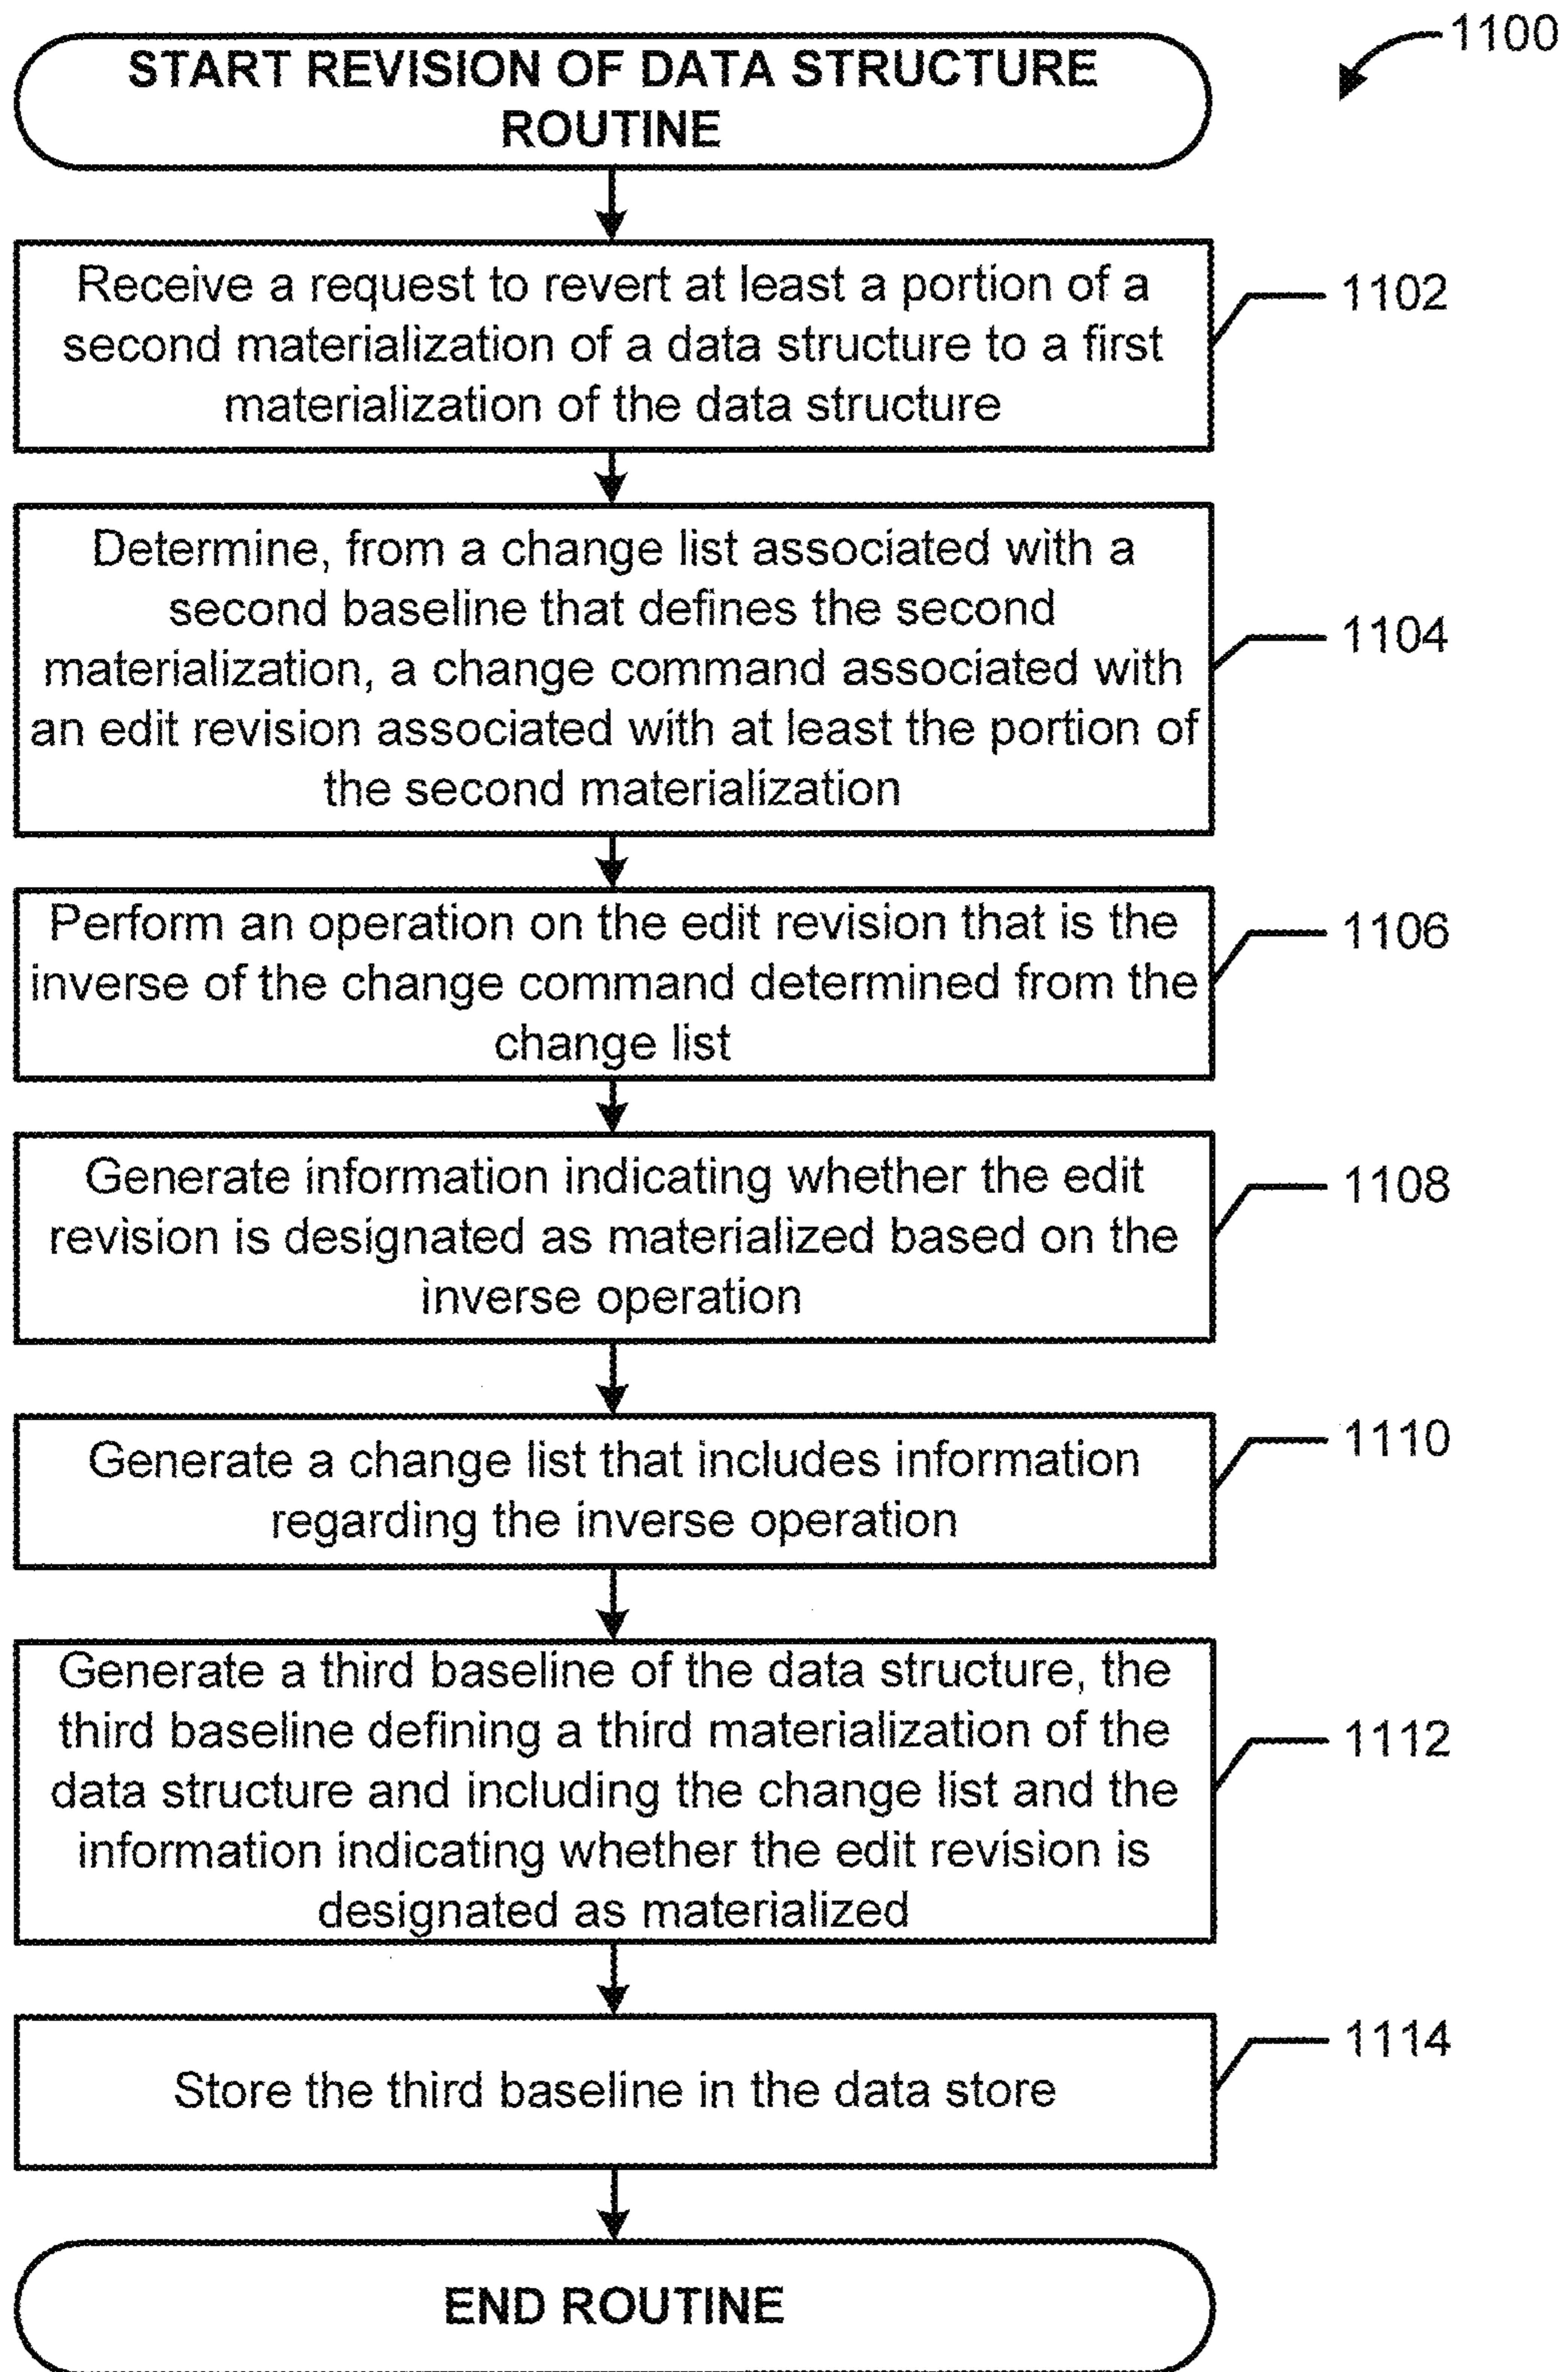 1100
START REVISION OF DATA STRUCTURE
ROUTINE
Receive a request to revert at least a portion of a
second materialization of a data structure to a first
materialization of the data structure
1102
Determine, from a change list associated with a
second baseline that defines the second
materialization, a change command associated with
an edit revision associated with at least the portion of
the second materialization
1104
Perform an operation on the edit revision that is the
inverse of the change command determined from the
change list
1106
Generate information indicating whether the edit
revision is designated as materialized based on the
inverse operation
1108
Generate a change list that includes information
regarding the inverse operation
1110
Generate a third baseline of the data structure, the
third baseline defining a third materialization of the
data structure and including the change list and the
information indicating whether the edit revision is
designated as materialized
1112
Store the third baseline in the data store
1114
END ROUTINE